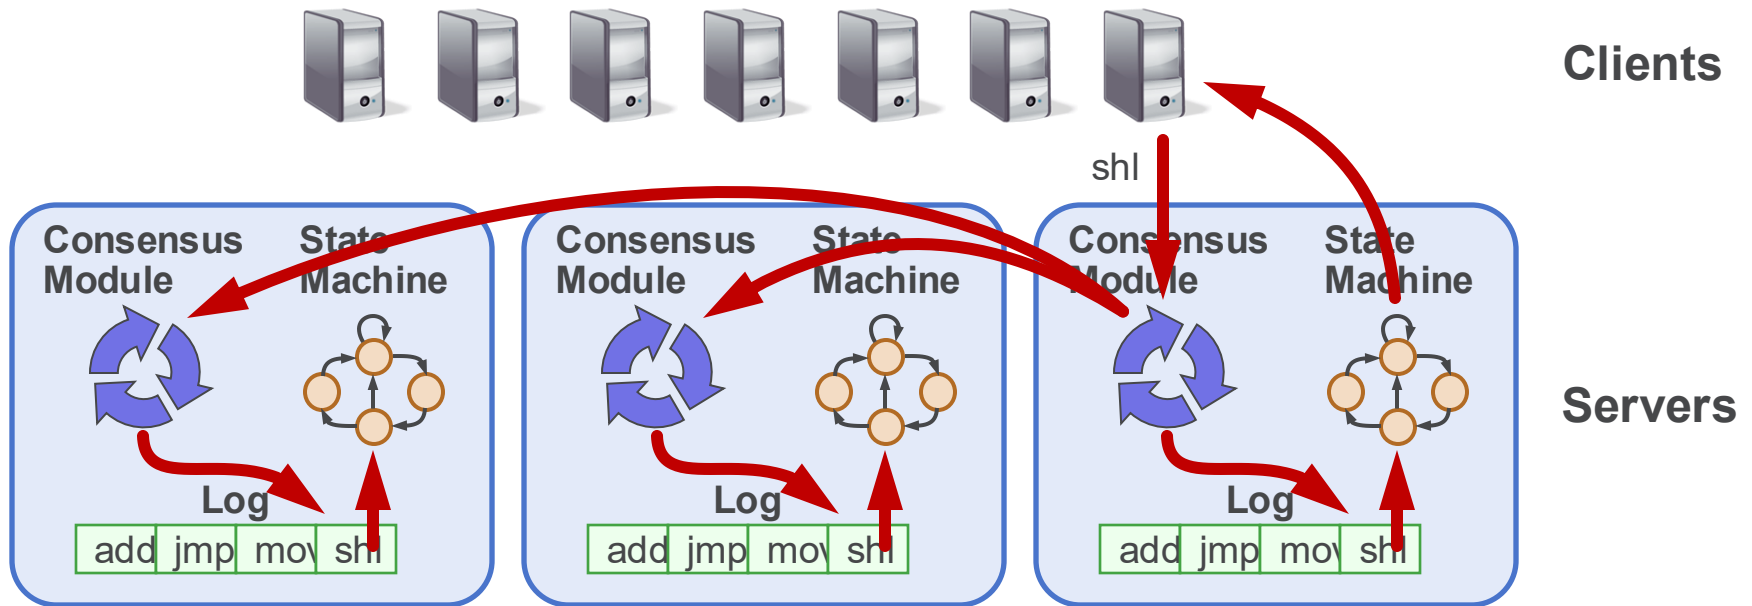 Clients
shl
Consensus Module
State Machine
Consensus Module
State Machine
Consensus Module
State Machine
Servers
Log
Log
Log
add jmp mov shl
add jmp mov shl
add jmp mov shl